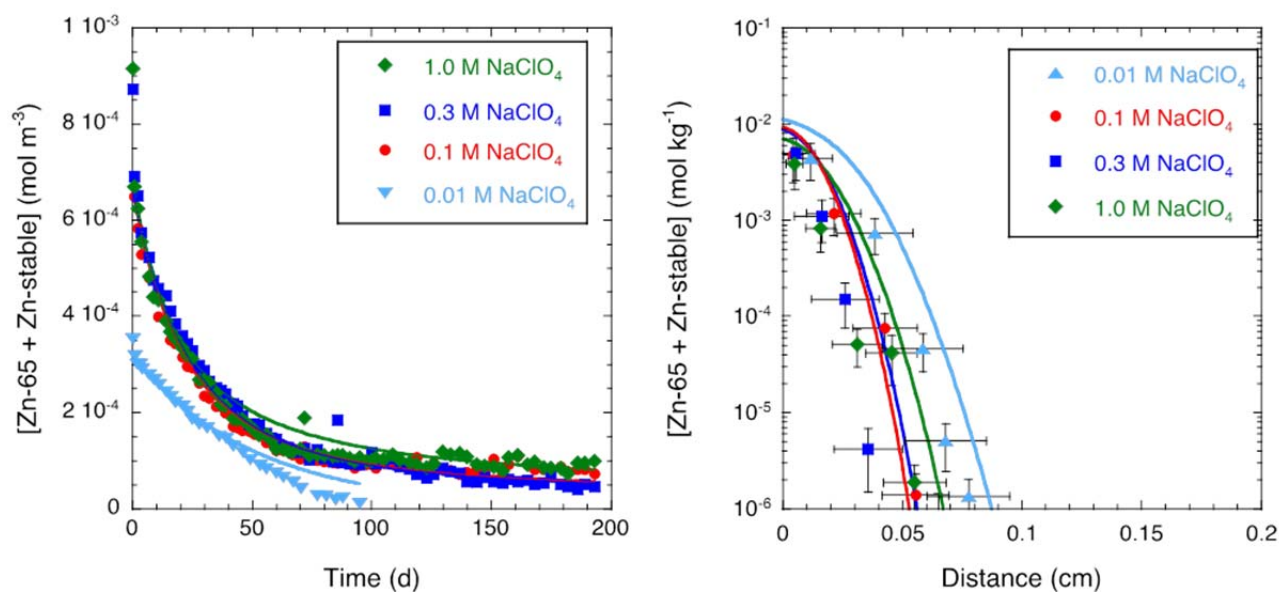 1 10⁻³
8 10⁻⁴
6 10⁻⁴
4 10⁻⁴
2 10⁻⁴
0
[Zn-65 + Zn-stable] (mol m⁻³)
1.0 M NaClO₄
0.3 M NaClO₄
0.1 M NaClO₄
0.01 M NaClO₄
0 50 100 150 200
Time (d)
10⁻¹
10⁻²
10⁻³
10⁻⁴
10⁻⁵
10⁻⁶
[Zn-65 + Zn-stable] (mol kg⁻¹)
0.01 M NaClO₄
0.1 M NaClO₄
0.3 M NaClO₄
1.0 M NaClO₄
0 0.05 0.1 0.15 0.2
Distance (cm)